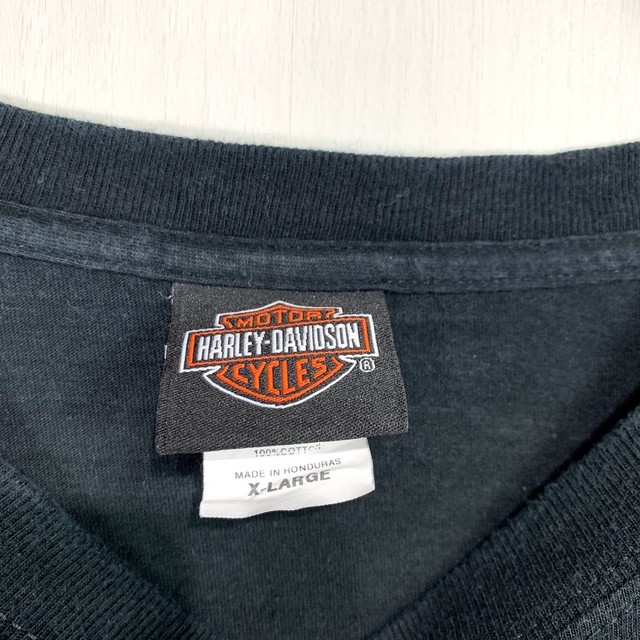 MOTOR
HARLEY-DAVIDSON
CYCLES
®
100% COTTON
MADE IN HONDURAS
X-LARGE